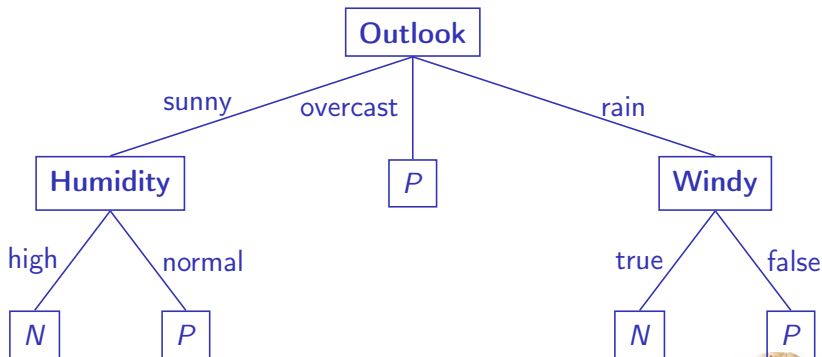 Outlook
sunny overcast rain
Humidity P Windy
high normal true false
N P N P